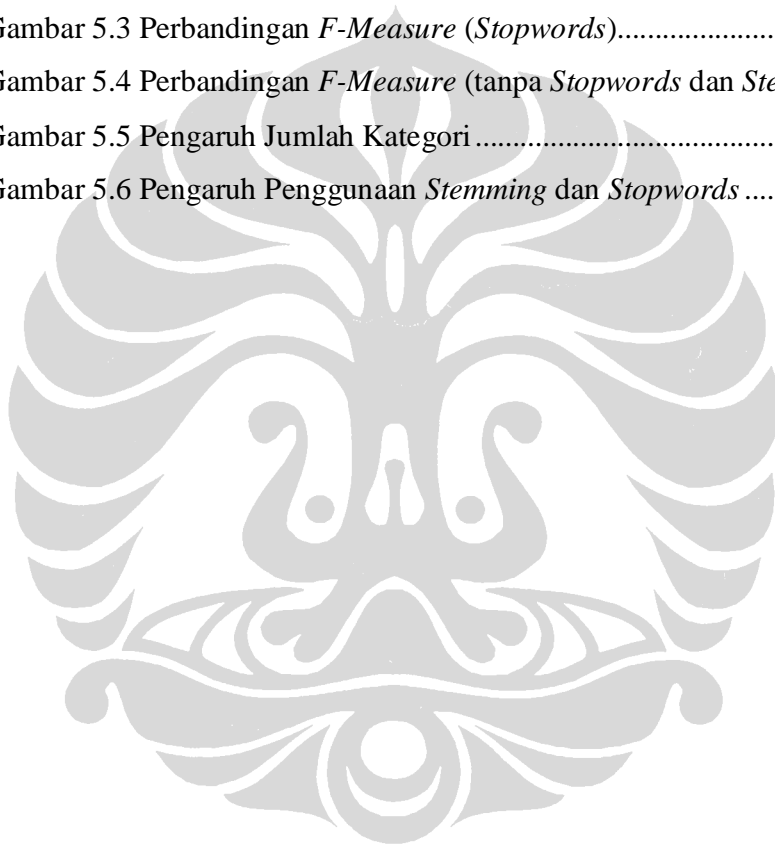 Gambar 5.3 Perbandingan F-Measure (Stopwords)......................
Gambar 5.4 Perbandingan F-Measure (tanpa Stopwords dan
Gambar 5.5 Pengaruh Jumlah Kategori.........................................
Gambar 5.6 Pengaruh Penggunaan Stemming dan Stopwords ....